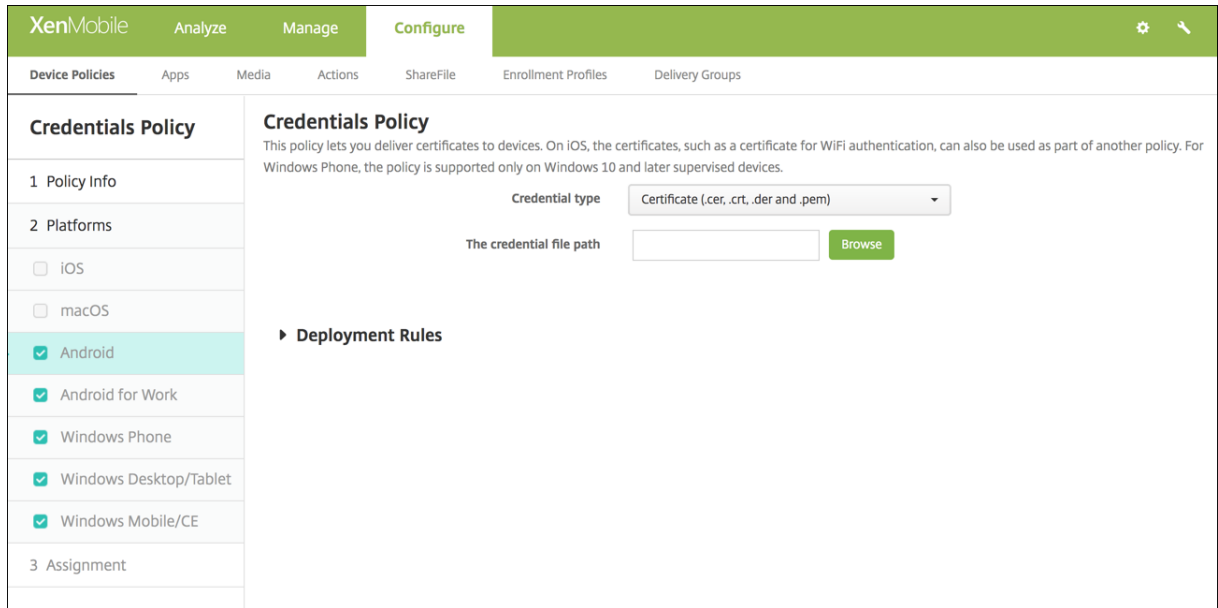 XenMobile Analyze Manage Configure
Device Policies Apps Media Actions ShareFile Enrollment Profiles Delivery Groups
Credentials Policy
1 Policy Info
2 Platforms
iOS
macOS
Android
Android for Work
Windows Phone
Windows Desktop/Tablet
Windows Mobile/CE
3 Assignment
Credentials Policy
This policy lets you deliver certificates to devices. On iOS, the certificates, such as a certificate for WiFi authentication, can also be used as part of another policy. For
Windows Phone, the policy is supported only on Windows 10 and later supervised devices.
Credential type Certificate (.cer, .crt, .der and .pem)
The credential file path Browse
Deployment Rules